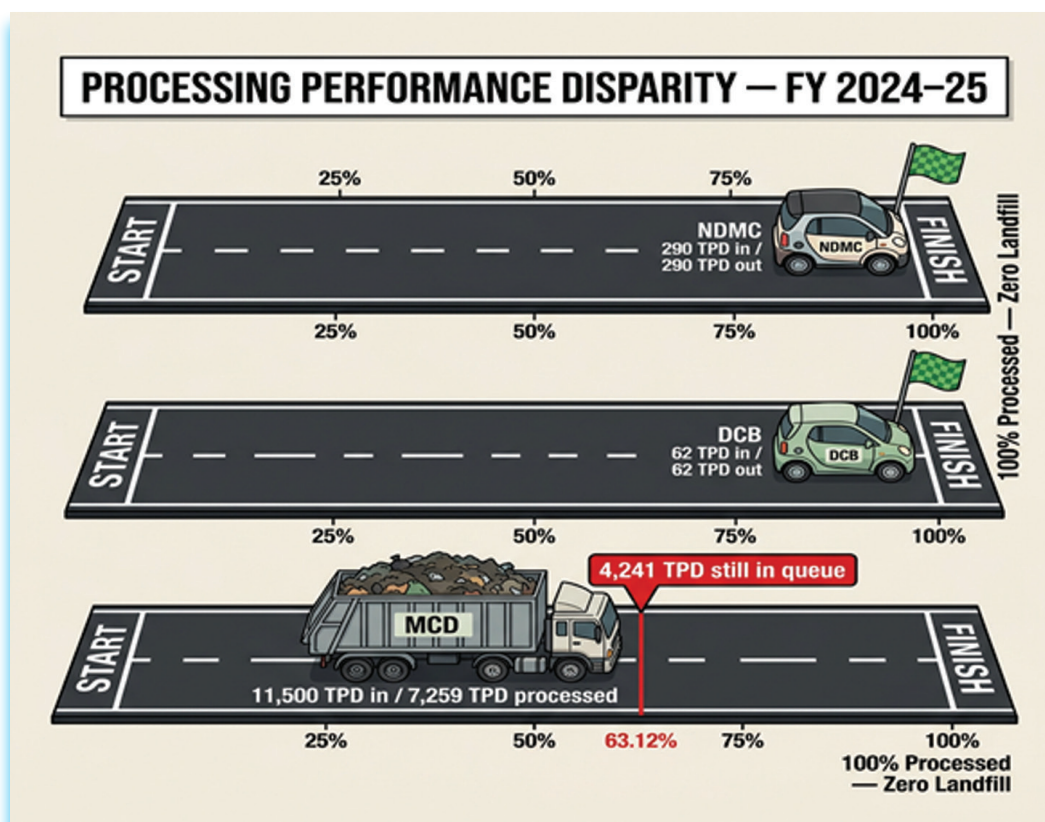 PROCESSING PERFORMANCE DISPARITY — FY 2024–25
25% 50% 75%
START
NDMC
290 TPD in /
290 TPD out
NDMC
FINISH
25% 50% 75% 100%
100% Processed — Zero Landfill
START
DCB
62 TPD in /
62 TPD out
DCB
FINISH
25% 50% 75% 100%
4,241 TPD still in queue
START
MCD
11,500 TPD in / 7,259 TPD processed
FINISH
25% 50% 63.12% 75% 100%
100% Processed
— Zero Landfill